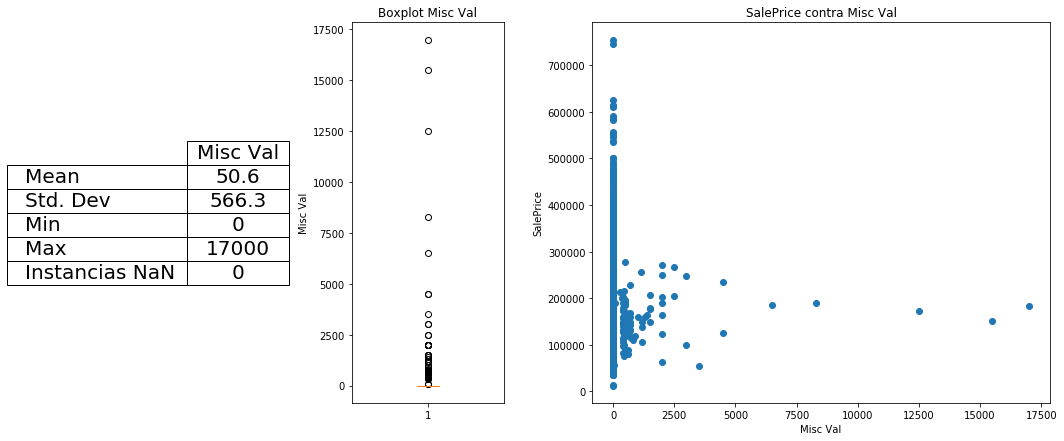 Misc Val
Mean 50.6
Std. Dev 566.3
Min 0
Max 17000
Instancias NaN 0
Boxplot Misc Val
Misc Val
17500
15000
12500
10000
7500
5000
2500
0
1
SalePrice contra Misc Val
SalePrice
700000
600000
500000
400000
300000
200000
100000
0
0 2500 5000 7500 10000 12500 15000 17500
Misc Val